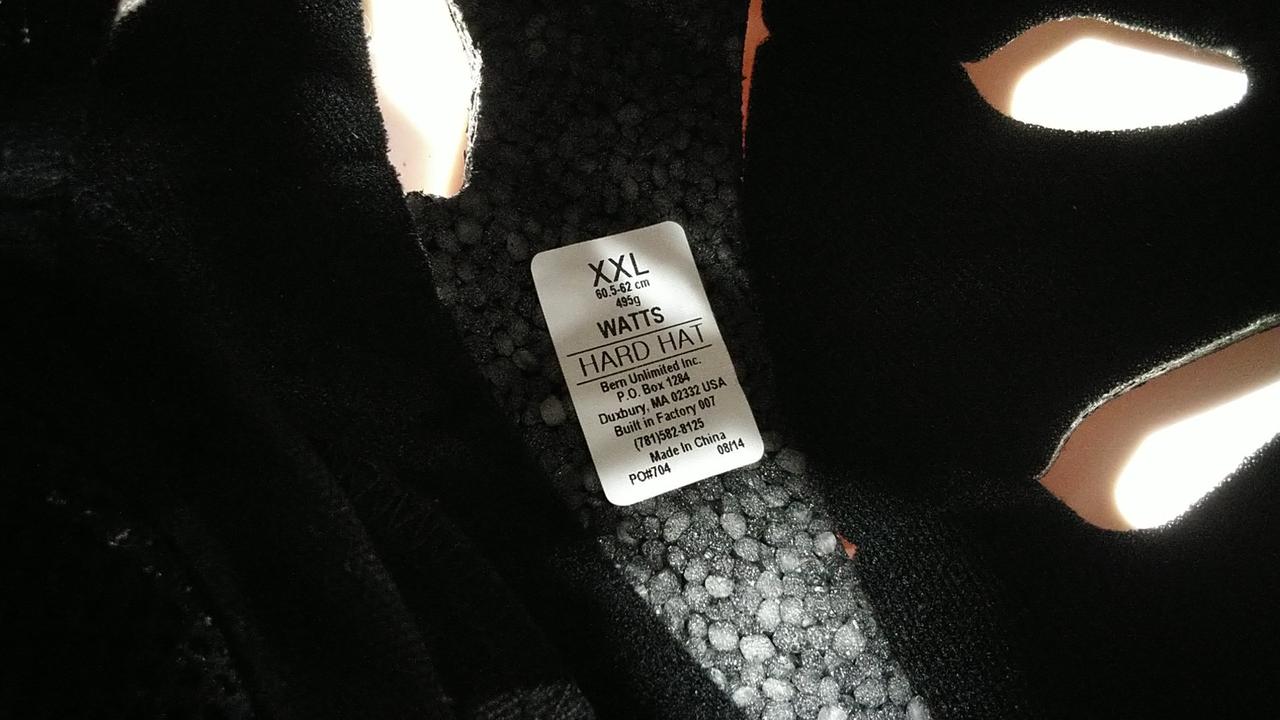 XXL
60.5-62 cm
495g
WATTS
HARD HAT
Bern Unlimited Inc.
P.O. Box 1284
Duxbury, MA 02332 USA
Built in Factory 007
(781)582-8125
Made In China
PO#704 08/14